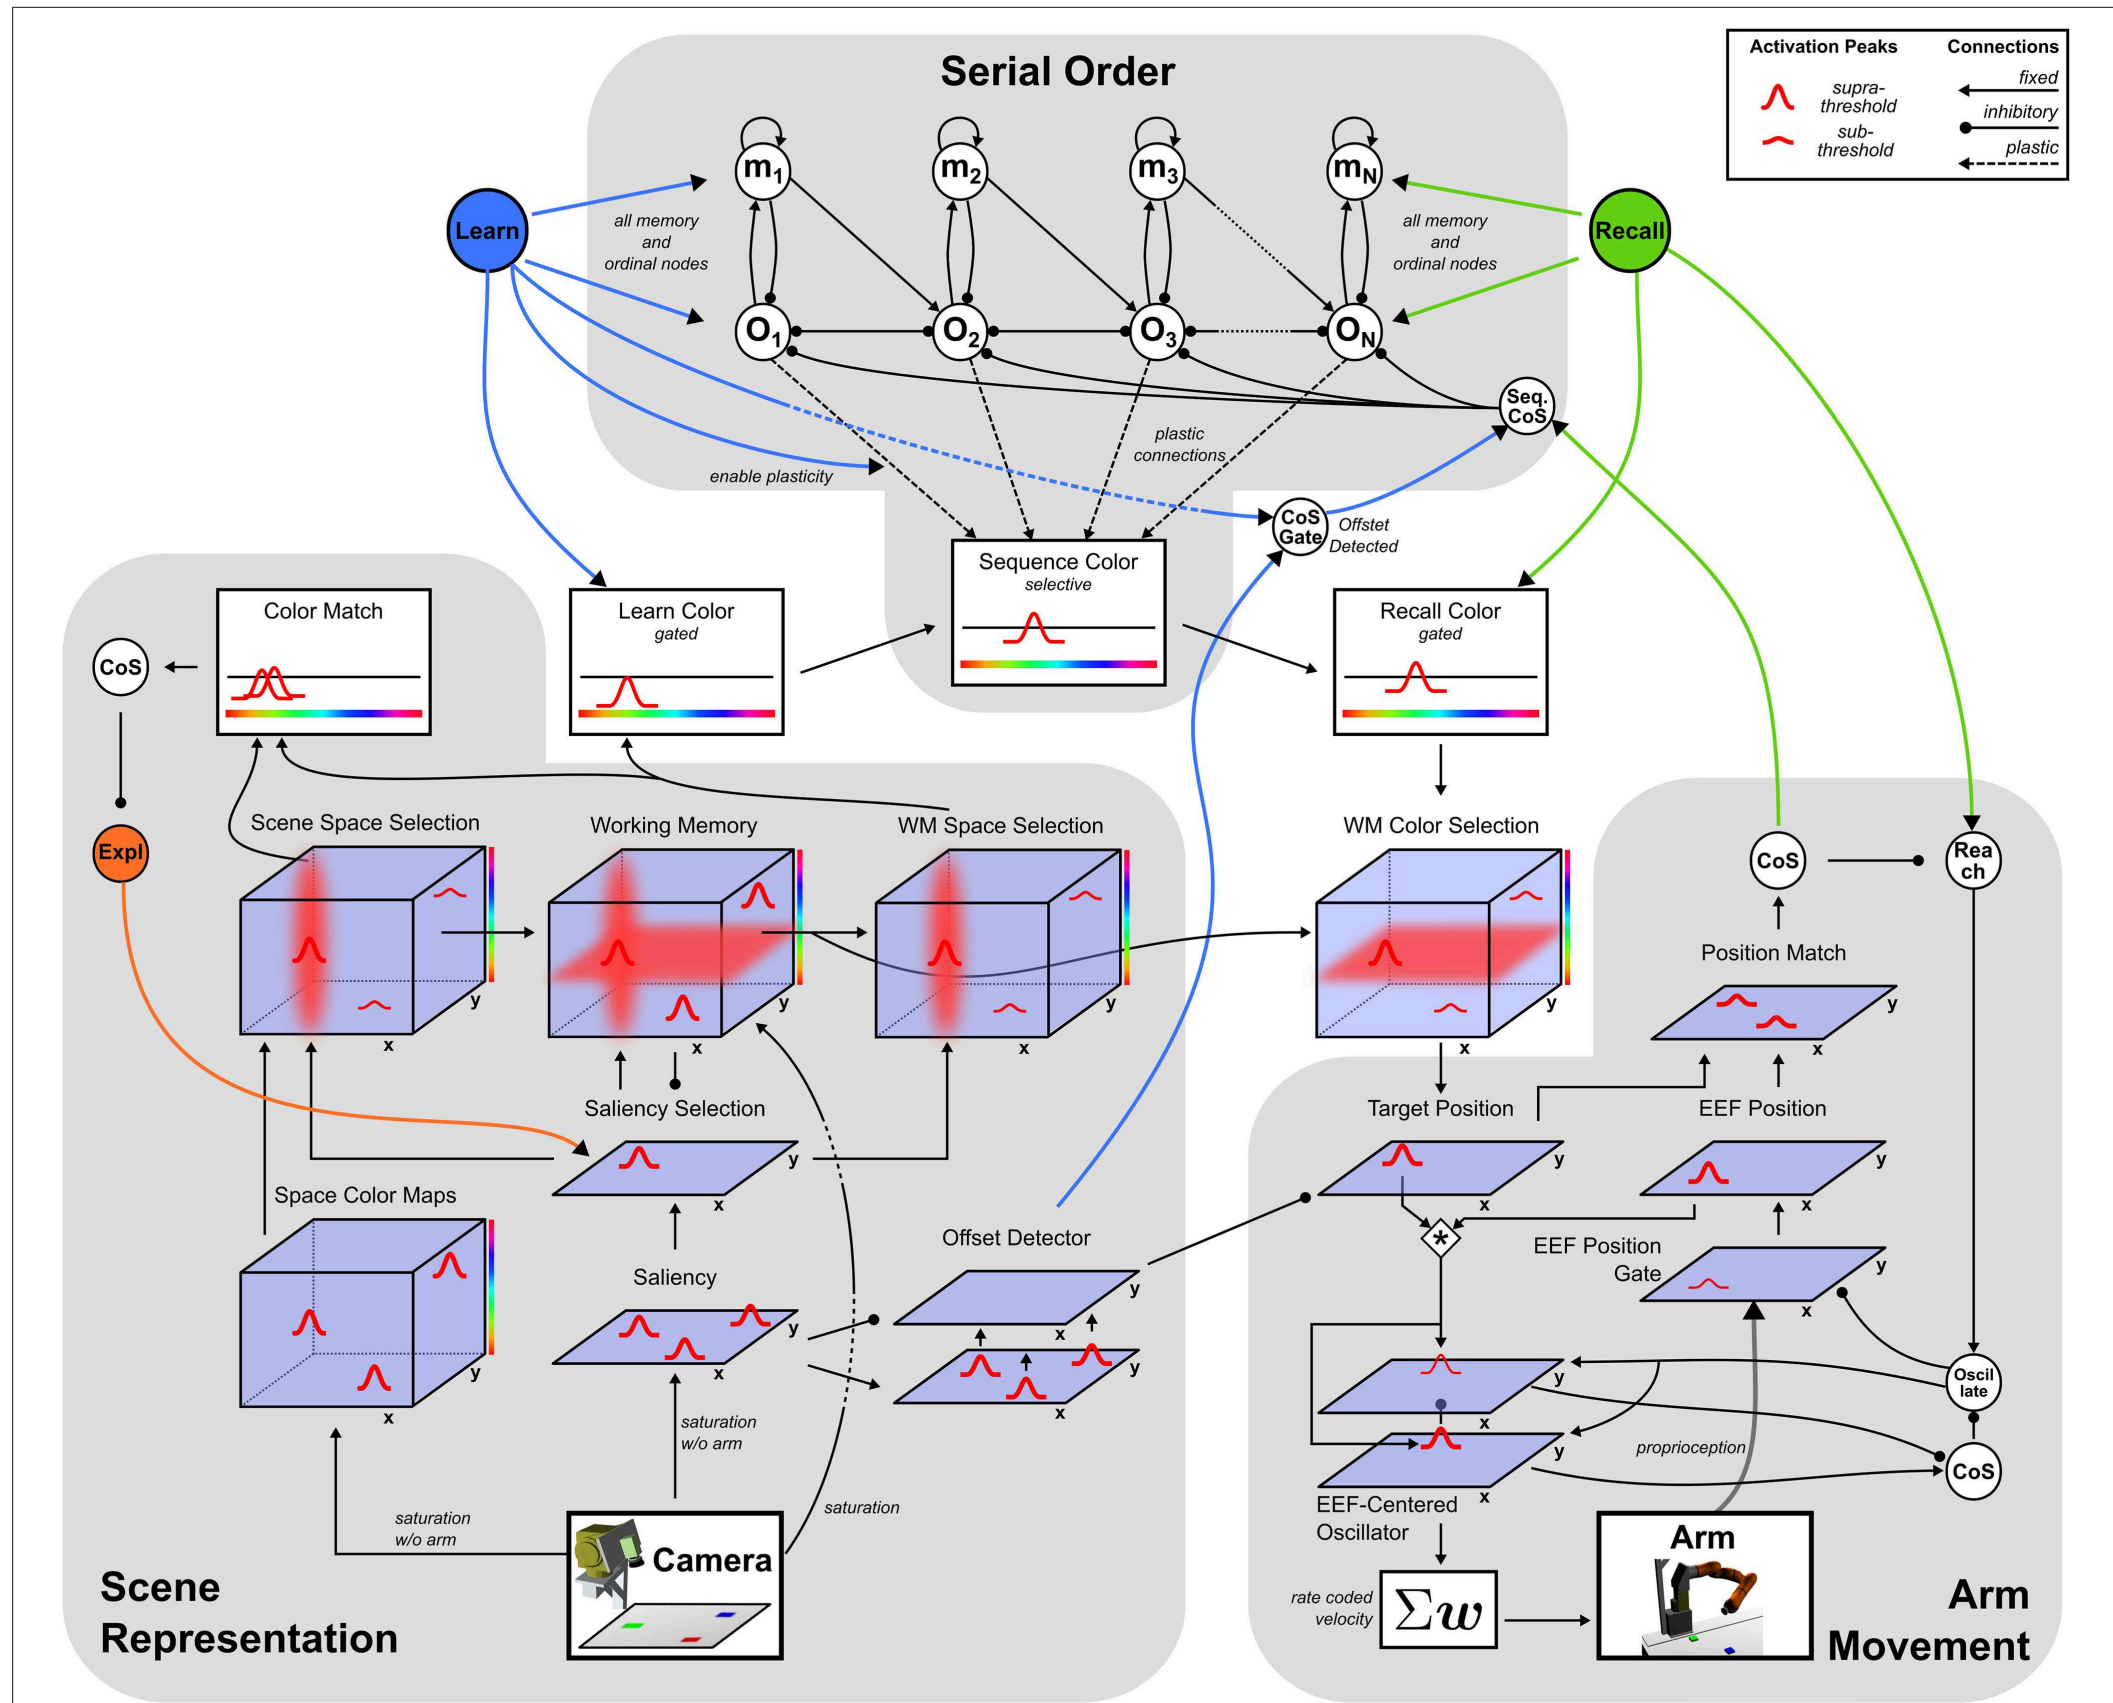 Serial Order
Activation Peaks
Connections
supra-
threshold
sub-
threshold
fixed
inhibitory
plastic
m1
m2
m3
mN
Learn
all memory
and
ordinal nodes
all memory
and
ordinal nodes
Recall
O1
O2
O3
ON
Seq.
CoS
enable plasticity
plastic
connections
CoS
Gate
Offstet
Detected
Sequence Color
selective
Color Match
Learn Color
gated
Recall Color
gated
CoS
Expl
Scene Space Selection
Working Memory
WM Space Selection
WM Color Selection
CoS
Rea
ch
y
y
y
y
x
x
x
x
Position Match
y
x
Saliency Selection
Target Position
EEF Position
y
x
y
x
y
x
Space Color Maps
y
x
Saliency
y
x
Offset Detector
y
x
y
x
*
EEF Position
Gate
y
x
Oscil
late
y
x
y
x
CoS
proprioception
saturation
w/o arm
saturation
w/o arm
saturation
EEF-Centered
Oscillator
Camera
Arm
rate coded
velocity
Σw
Scene
Representation
Arm
Movement